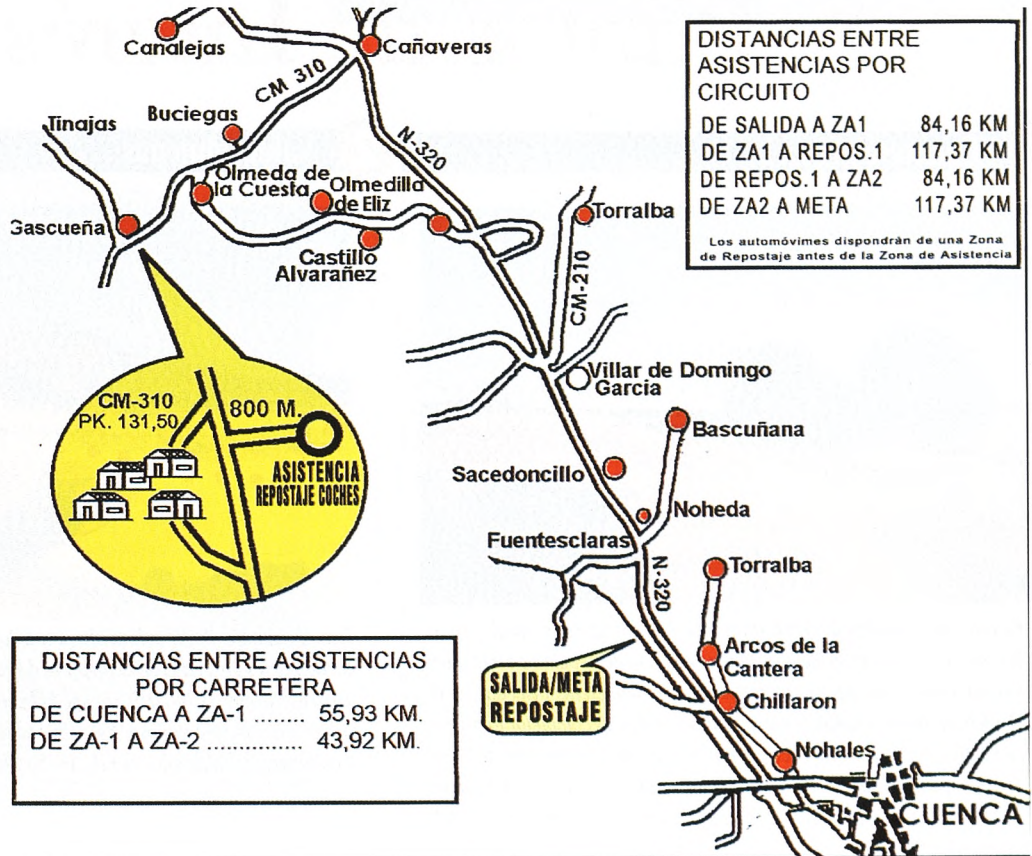 Canalejas
Cañaveras
CM 310
Buciegas
Tinajas
N-320
Olmeda de
la Cuesta
Olmedilla
de Eliz
Gascueña
Castillo
Alvarañez
Torralba
CM-210
DISTANCIAS ENTRE
ASISTENCIAS POR
CIRCUITO
DE SALIDA A ZA1 84,16 KM
DE ZA1 A REPOS.1 117,37 KM
DE REPOS.1 A ZA2 84,16 KM
DE ZA2 A META 117,37 KM
Los automóvimes dispondràn de una Zona
de Repostaje antes de la Zona de Asistencia
Villar de Domingo
García
CM-310
PK. 131,50
800 M.
ASISTENCIA
REPOSTAJE COCHES
Bascuñana
Sacedoncillo
Noheda
Fuentesclaras
Torralba
N-320
Arcos de la
Cantera
SALIDA/META
REPOSTAJE
Chillaron
Nohales
CUENCA
DISTANCIAS ENTRE ASISTENCIAS
POR CARRETERA
DE CUENCA A ZA-1 ........ 55,93 KM.
DE ZA-1 A ZA-2 ............... 43,92 KM.